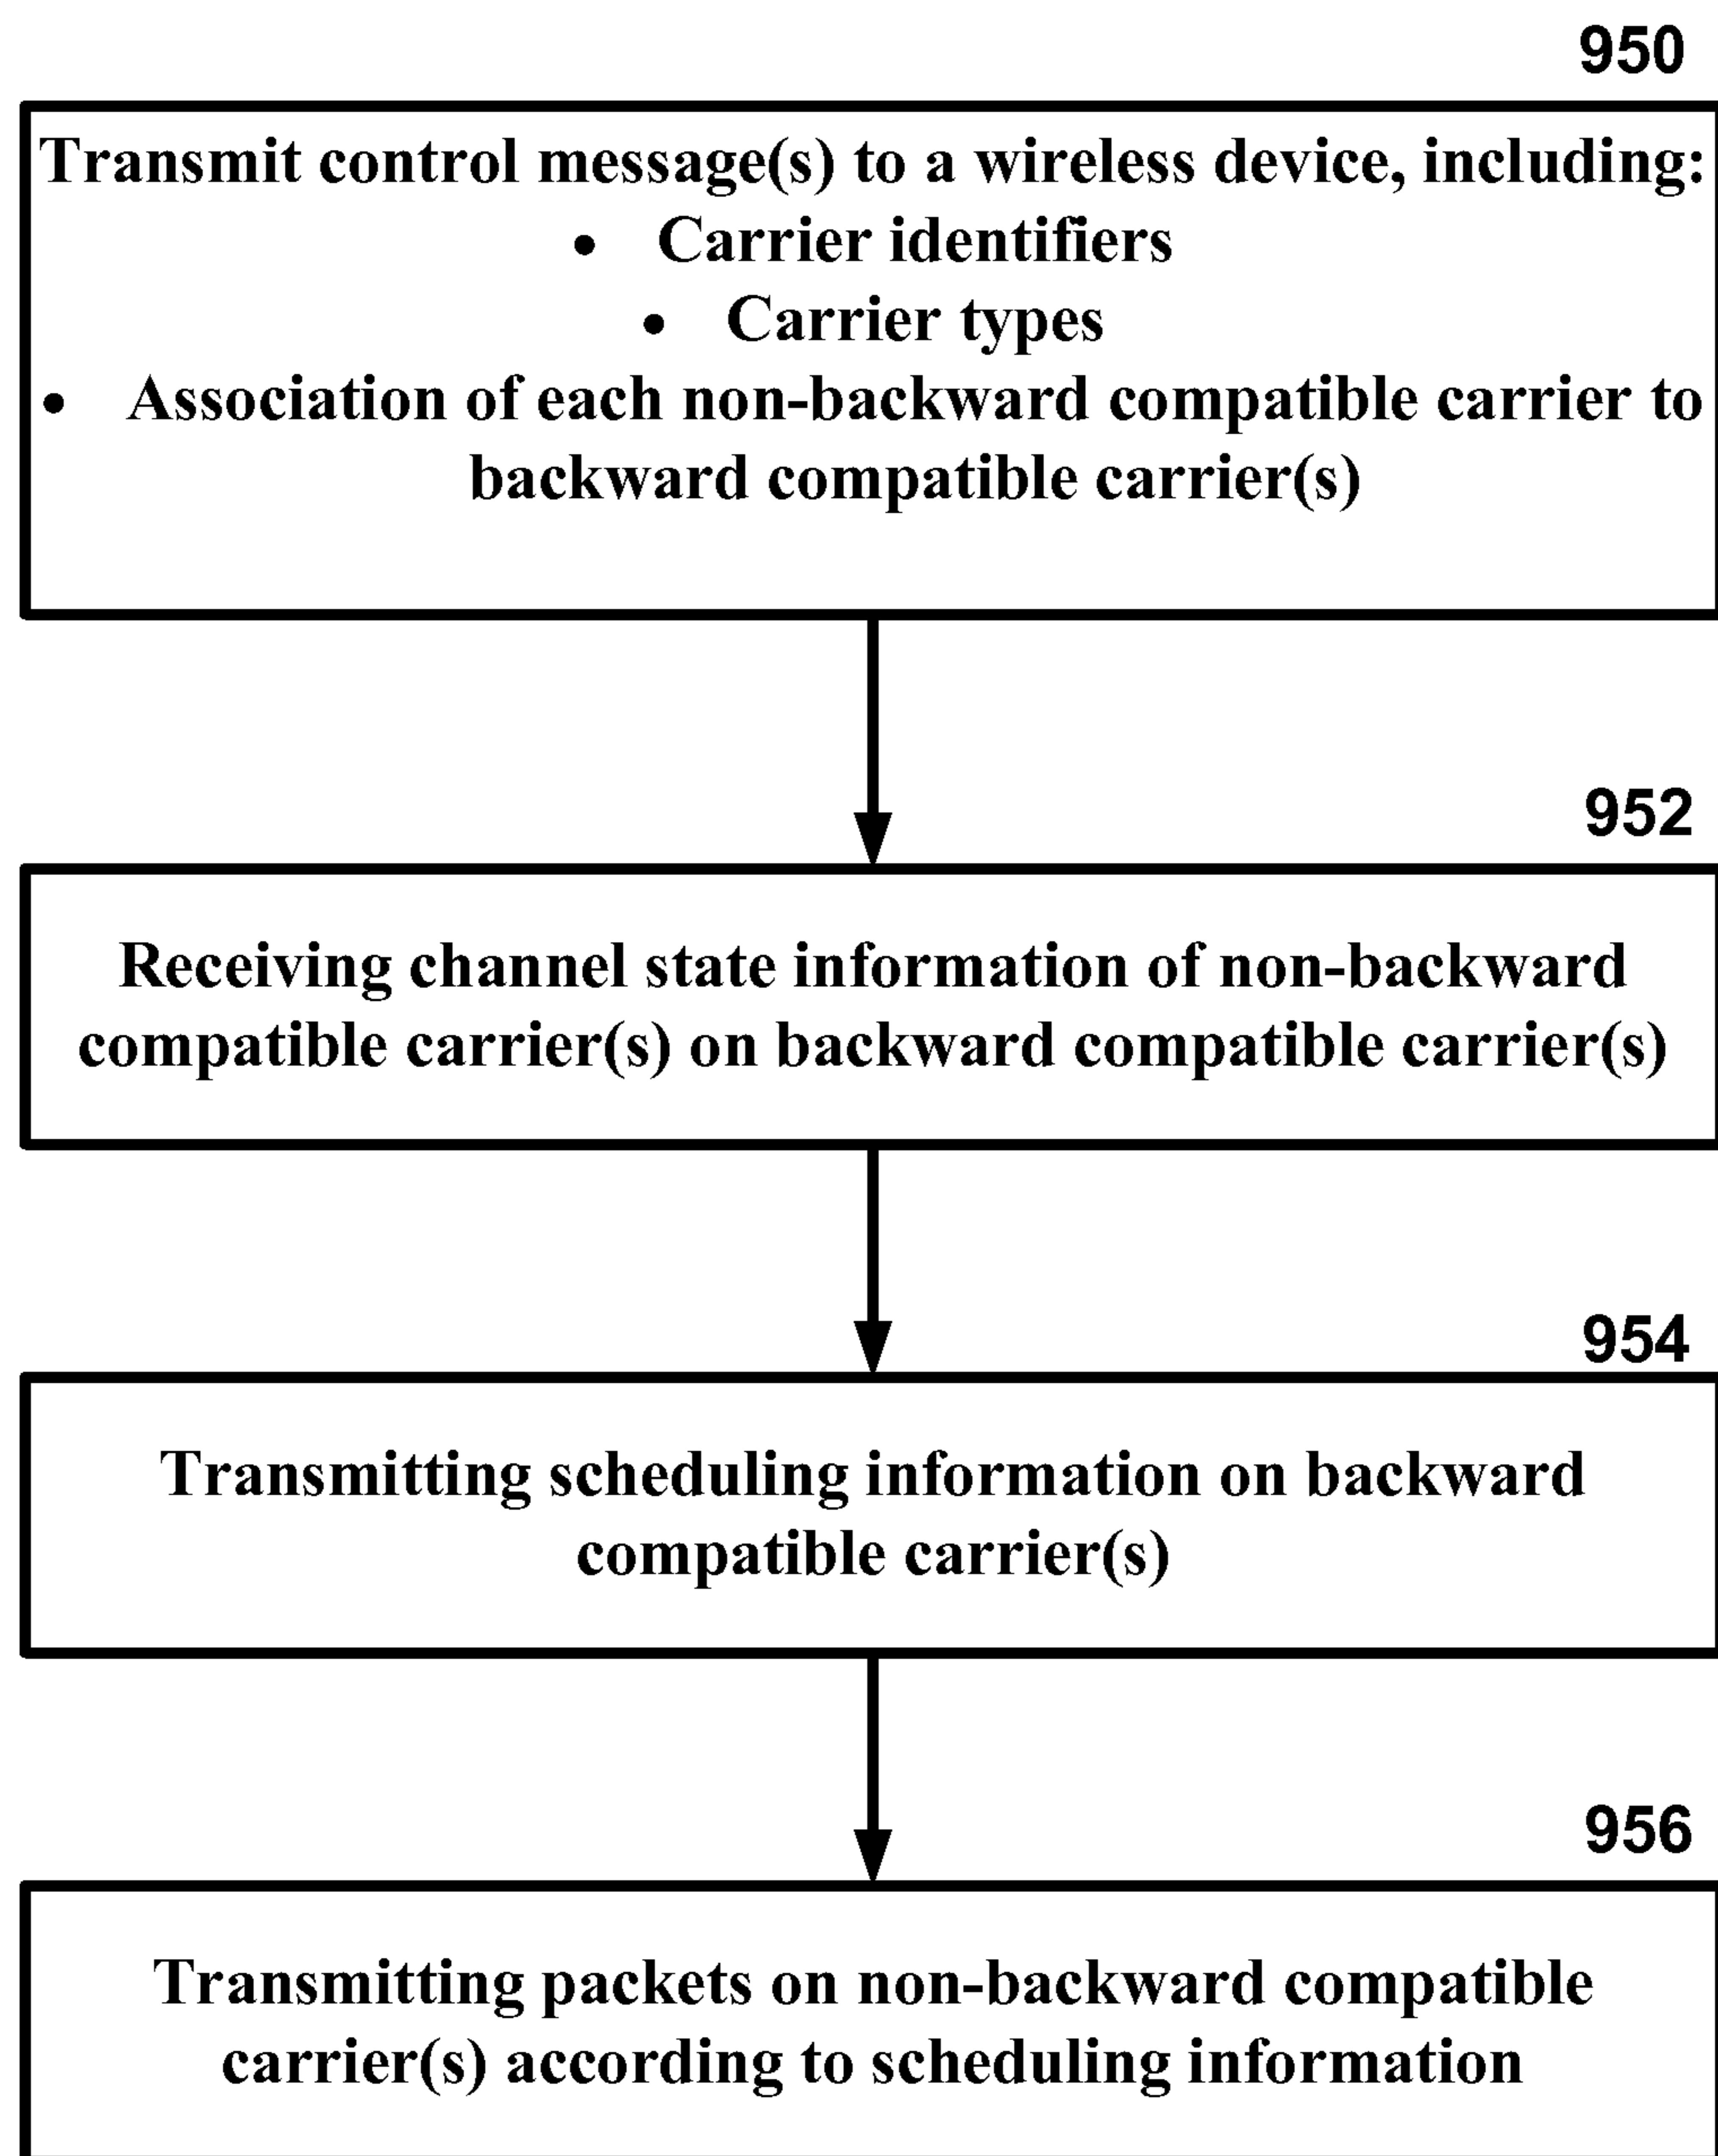 950
Transmit control message(s) to a wireless device, including:
• Carrier identifiers
• Carrier types
• Association of each non-backward compatible carrier to
backward compatible carrier(s)
952
Receiving channel state information of non-backward
compatible carrier(s) on backward compatible carrier(s)
954
Transmitting scheduling information on backward
compatible carrier(s)
956
Transmitting packets on non-backward compatible
carrier(s) according to scheduling information